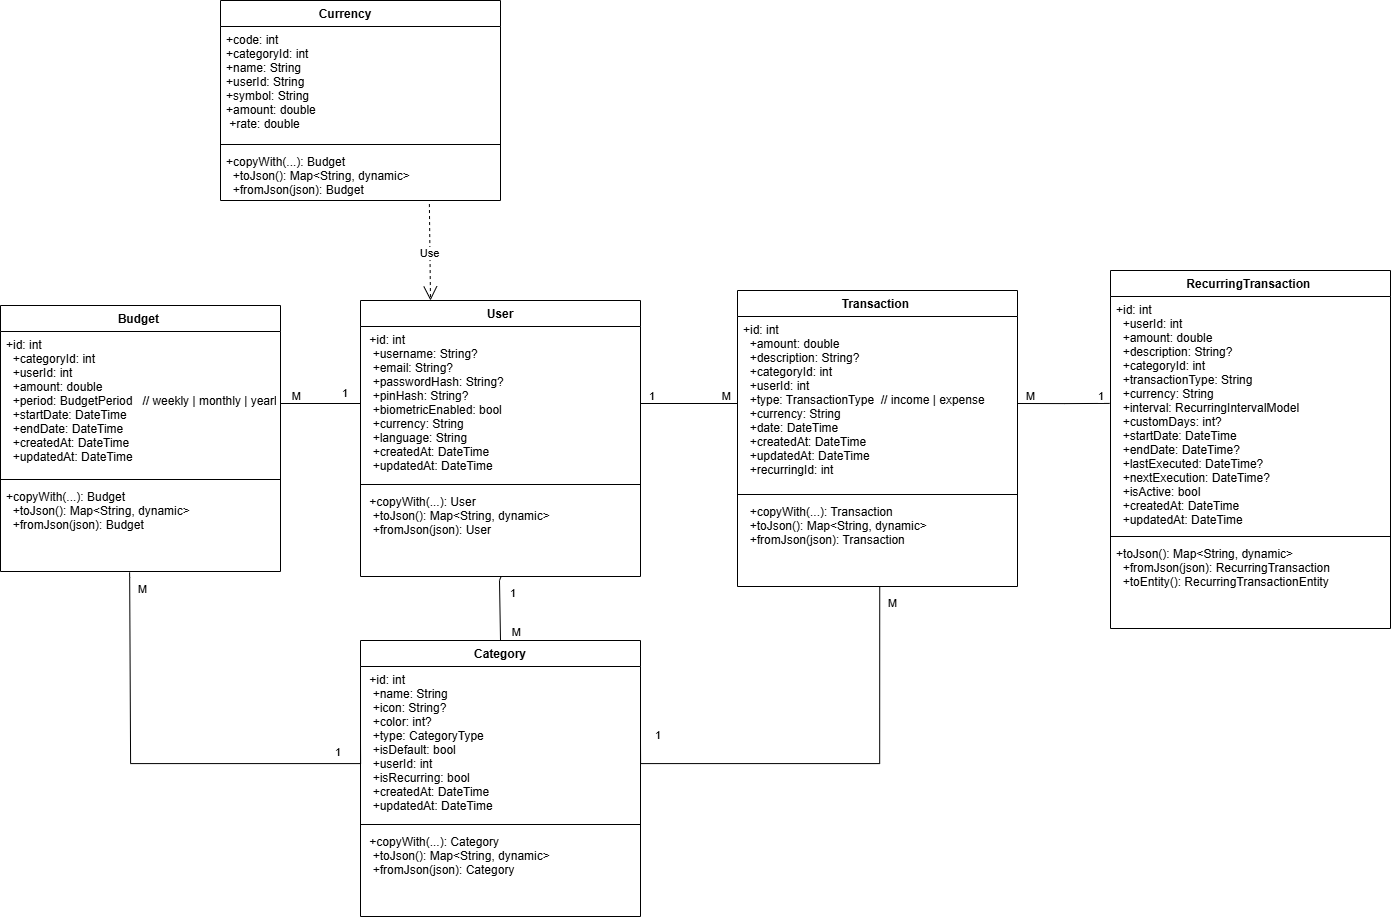 Currency
+code: int
+categoryId: int
+name: String
+userId: String
+symbol: String
+amount: double
+rate: double
+copyWith(...): Budget
+toJson(): Map<String, dynamic>
+fromJson(json): Budget
Use
Budget
+id: int
+categoryId: int
+userId: int
+amount: double
+period: BudgetPeriod // weekly | monthly | yearl
+startDate: DateTime
+endDate: DateTime
+createdAt: DateTime
+updatedAt: DateTime
+copyWith(...): Budget
+toJson(): Map<String, dynamic>
+fromJson(json): Budget
M
1
User
+id: int
+username: String?
+email: String?
+passwordHash: String?
+pinHash: String?
+biometricEnabled: bool
+currency: String
+language: String
+createdAt: DateTime
+updatedAt: DateTime
+copyWith(...): User
+toJson(): Map<String, dynamic>
+fromJson(json): User
1
M
Transaction
+id: int
+amount: double
+description: String?
+categoryId: int
+userId: int
+type: TransactionType // income | expense
+currency: String
+date: DateTime
+createdAt: DateTime
+updatedAt: DateTime
+recurringId: int
+copyWith(...): Transaction
+toJson(): Map<String, dynamic>
+fromJson(json): Transaction
M
1
RecurringTransaction
+id: int
+userId: int
+amount: double
+description: String?
+categoryId: int
+transactionType: String
+currency: String
+interval: RecurringIntervalModel
+customDays: int?
+startDate: DateTime
+endDate: DateTime?
+lastExecuted: DateTime?
+nextExecution: DateTime?
+isActive: bool
+createdAt: DateTime
+updatedAt: DateTime
+toJson(): Map<String, dynamic>
+fromJson(json): RecurringTransaction
+toEntity(): RecurringTransactionEntity
M
1
M
M
1
1
Category
+id: int
+name: String
+icon: String?
+color: int?
+type: CategoryType
+isDefault: bool
+userId: int
+isRecurring: bool
+createdAt: DateTime
+updatedAt: DateTime
+copyWith(...): Category
+toJson(): Map<String, dynamic>
+fromJson(json): Category